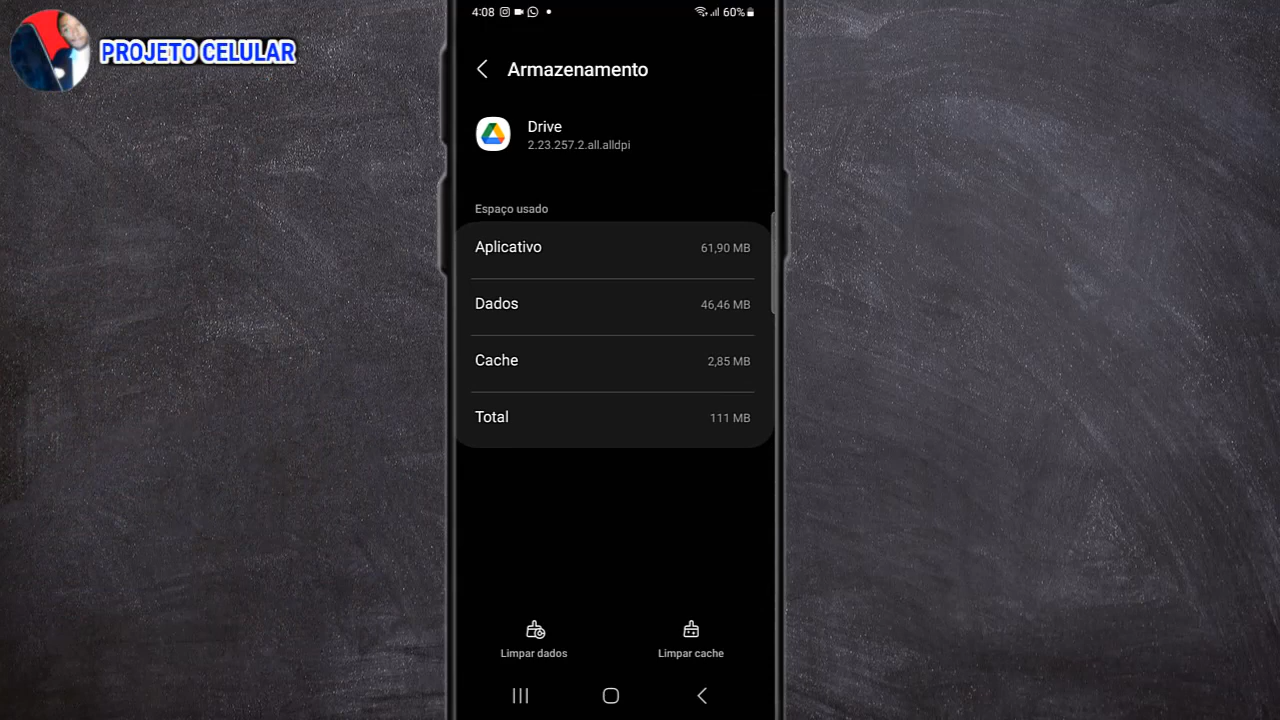 PROJETO CELULAR
4:08
60%
Armazenamento
Drive
2.23.257.2.all.alldpi
Espaço usado
Aplicativo 61,90 MB
Dados 46,46 MB
Cache 2,85 MB
Total 111 MB
Limpar dados Limpar cache